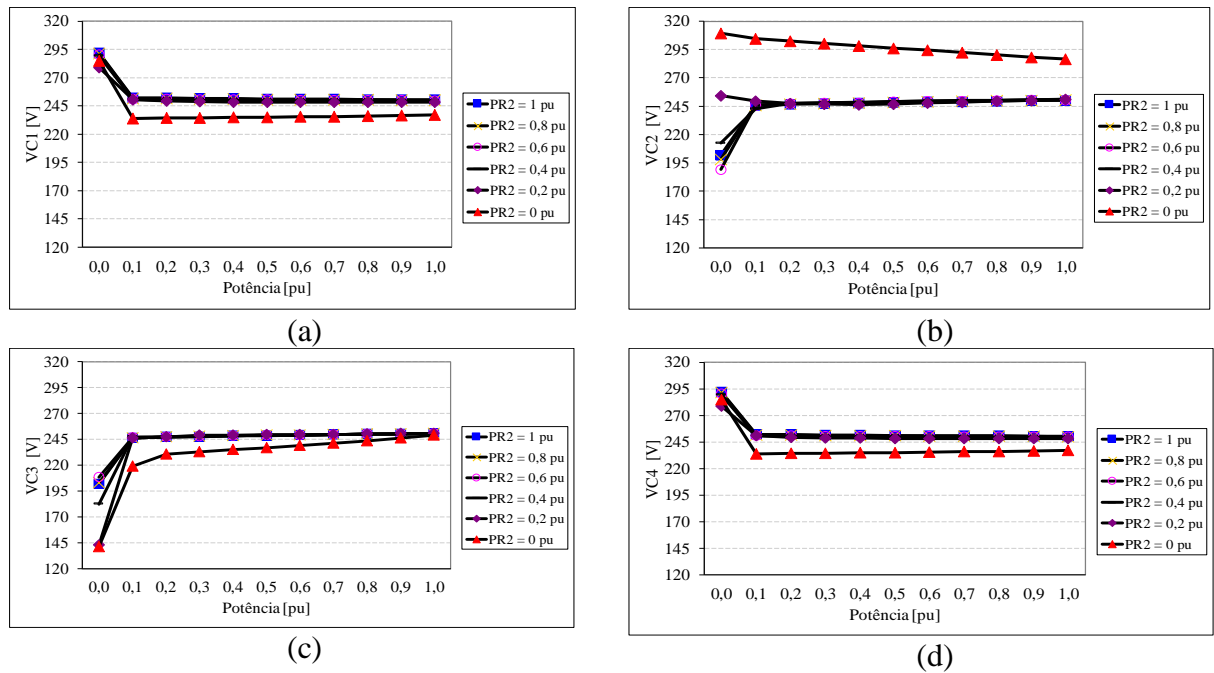 320
295
270
245
220
195
170
145
120
VC1 [V]
0,0 0,1 0,2 0,3 0,4 0,5 0,6 0,7 0,8 0,9 1,0
Potência [pu]
PR2 = 1 pu
PR2 = 0,8 pu
PR2 = 0,6 pu
PR2 = 0,4 pu
PR2 = 0,2 pu
PR2 = 0 pu
(a)
320
295
270
245
220
195
170
145
120
VC2 [V]
0,0 0,1 0,2 0,3 0,4 0,5 0,6 0,7 0,8 0,9 1,0
Potência [pu]
PR2 = 1 pu
PR2 = 0,8 pu
PR2 = 0,6 pu
PR2 = 0,4 pu
PR2 = 0,2 pu
PR2 = 0 pu
(b)
320
295
270
245
220
195
170
145
120
VC3 [V]
0,0 0,1 0,2 0,3 0,4 0,5 0,6 0,7 0,8 0,9 1,0
Potência [pu]
PR2 = 1 pu
PR2 = 0,8 pu
PR2 = 0,6 pu
PR2 = 0,4 pu
PR2 = 0,2 pu
PR2 = 0 pu
(c)
320
295
270
245
220
195
170
145
120
VC4 [V]
0,0 0,1 0,2 0,3 0,4 0,5 0,6 0,7 0,8 0,9 1,0
Potência [pu]
PR2 = 1 pu
PR2 = 0,8 pu
PR2 = 0,6 pu
PR2 = 0,4 pu
PR2 = 0,2 pu
PR2 = 0 pu
(d)